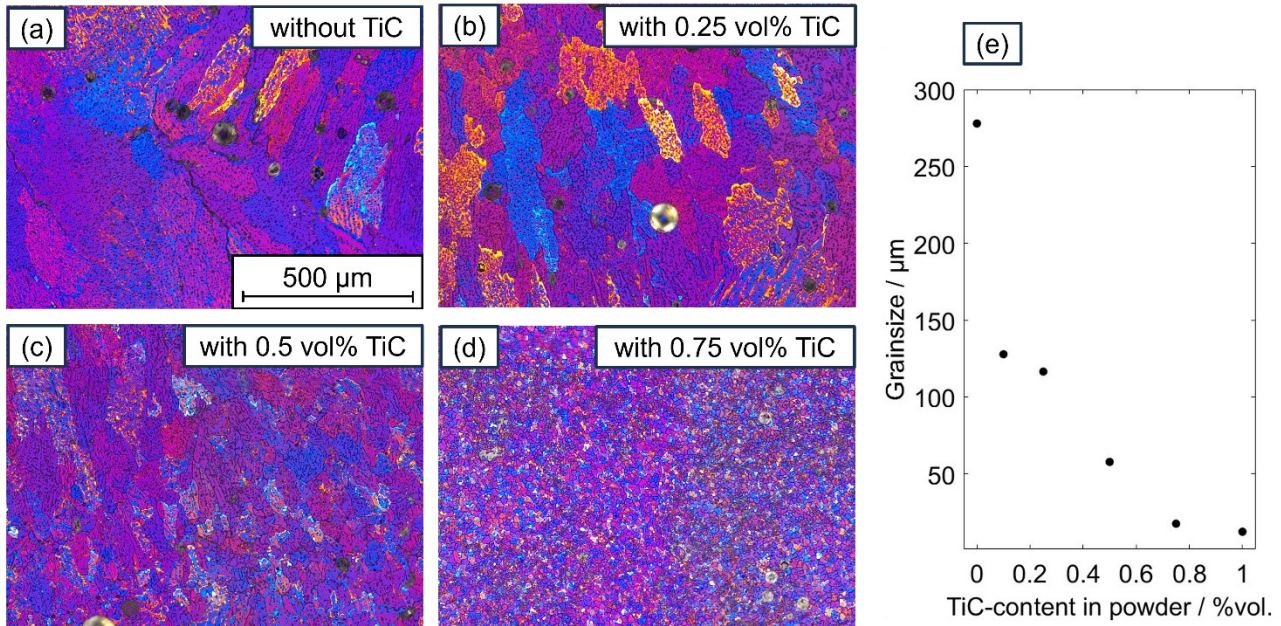 (a)
without TiC
500 µm
(b)
with 0.25 vol% TiC
(c)
with 0.5 vol% TiC
(d)
with 0.75 vol% TiC
(e)
Grainsize / µm
300
250
200
150
100
50
0 0.2 0.4 0.6 0.8 1
TiC-content in powder / %vol.